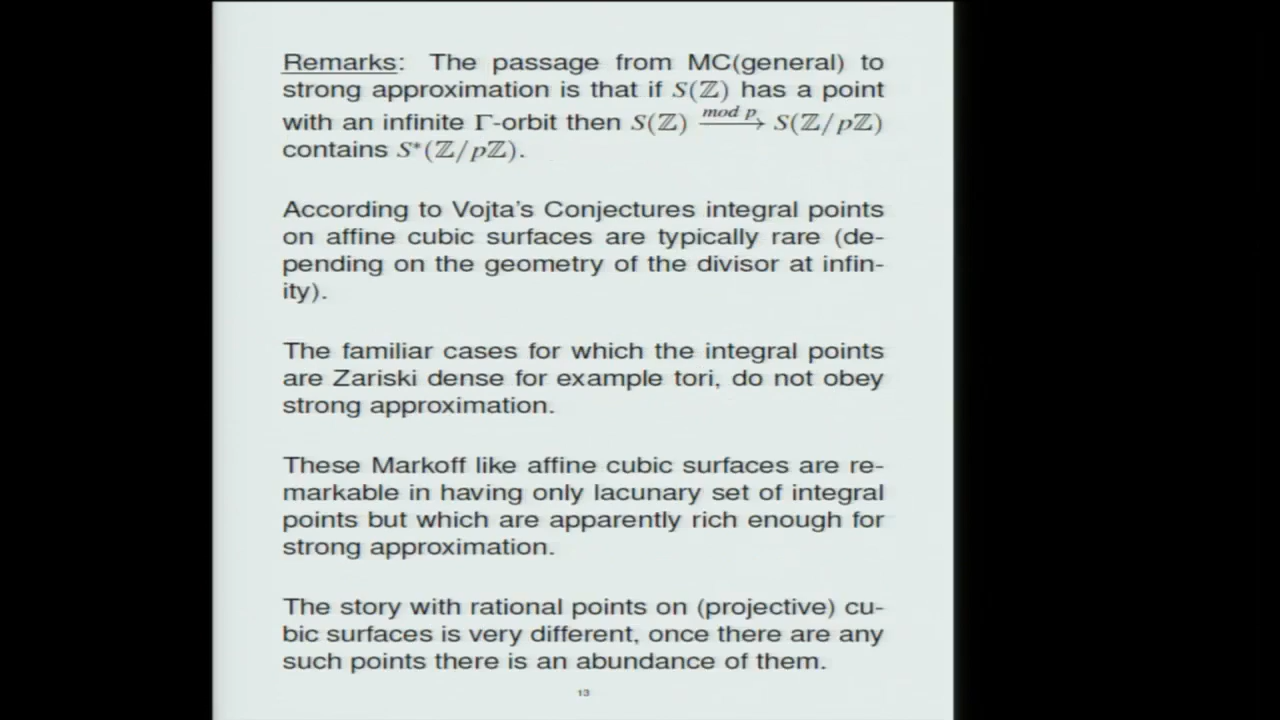 Remarks: The passage from MC(general) to
strong approximation is that if S(ℤ) has a point
with an infinite Γ-orbit then S(ℤ) —mod p→ S(ℤ/pℤ)
contains S*(ℤ/pℤ).
According to Vojta's Conjectures integral points
on affine cubic surfaces are typically rare (de-
pending on the geometry of the divisor at infin-
ity).
The familiar cases for which the integral points
are Zariski dense for example tori, do not obey
strong approximation.
These Markoff like affine cubic surfaces are re-
markable in having only lacunary set of integral
points but which are apparently rich enough for
strong approximation.
The story with rational points on (projective) cu-
bic surfaces is very different, once there are any
such points there is an abundance of them.
13